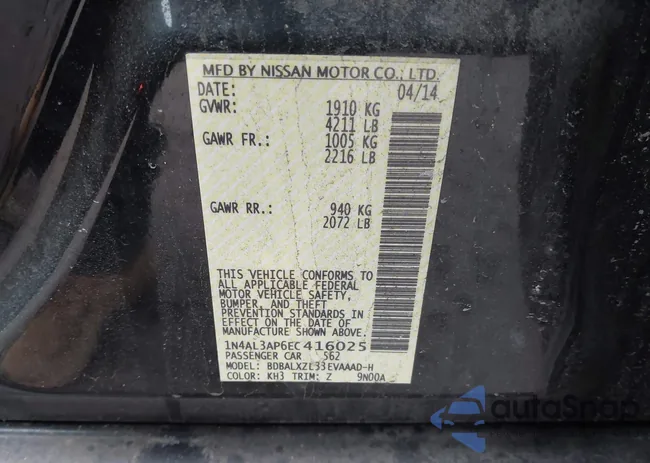 MFD BY NISSAN MOTOR CO., LTD.
DATE: 04/14
GVWR: 1910 KG
4211 LB
GAWR FR.: 1005 KG
2216 LB
GAWR RR.: 940 KG
2072 LB
THIS VEHICLE CONFORMS TO
ALL APPLICABLE FEDERAL
MOTOR VEHICLE SAFETY,
BUMPER, AND THEFT
PREVENTION STANDARDS
IN EFFECT ON THE DATE OF
MANUFACTURE SHOWN ABOVE.
1N4AL3AP6EC416025
PASSENGER CAR 562
MODEL: BDBALXZL33EVAAAD-H
COLOR: KH3 TRIM: Z 9N00A
autoSnap